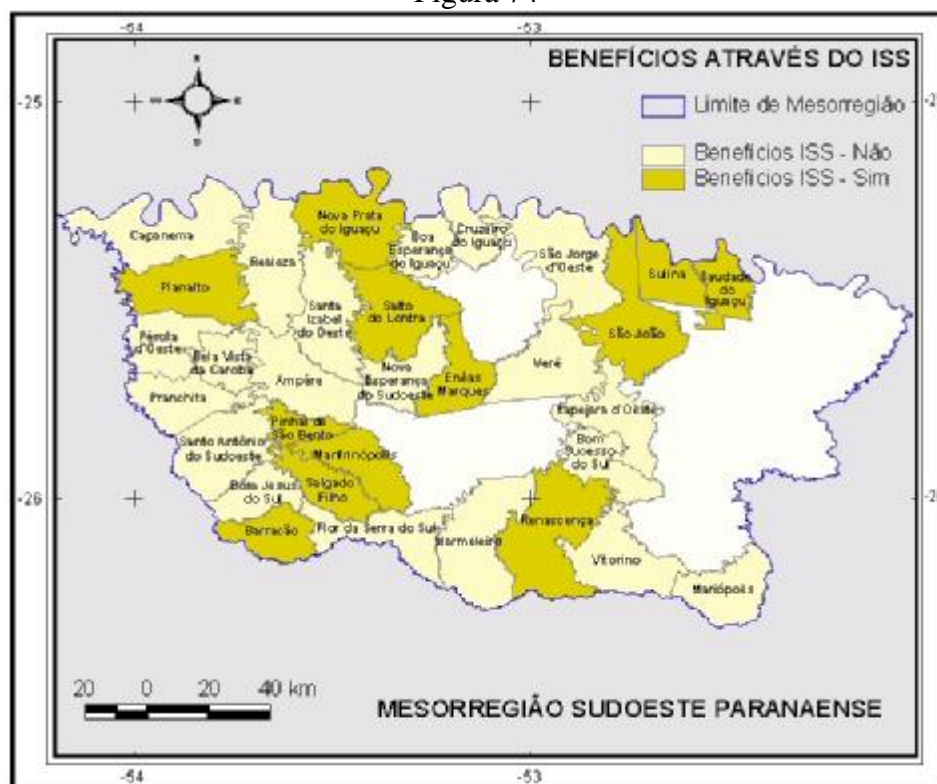 Figura 74
-54
-53
BENEFÍCIOS ATRAVÉS DO ISS
-25
Limite de Mesorregião
Benefícios ISS - Não
Benefícios ISS - Sim
Nova Prata
do Iguaçu
Capanema
Realeza
Boa
Esperança
do Iguaçu
Cruzeiro
do Iguaçu
São Jorge
d'Oeste
Sulina
Saudade
do
Iguaçu
Planalto
Santa
Izabel
do Oeste
Salto
do Lontra
São João
Pérola
d'Oeste
Bela Vista
da Caroba
Ampére
Nova
Esperança
do Sudoeste
Enéas
Marques
Verê
Pranchita
Pinhal de
São Bento
Manfrinópolis
Santo Antônio
do Sudoeste
Bom
Sucesso
do Sul
Bom Jesus
do Sul
Salgado
Filho
-26
Barracão
Flor da Serra do Sul
Marmeleiro
Renascença
Vitorino
Mariópolis
20 0 20 40 km
MESORREGIÃO SUDOESTE PARANAENSE
-54
-53